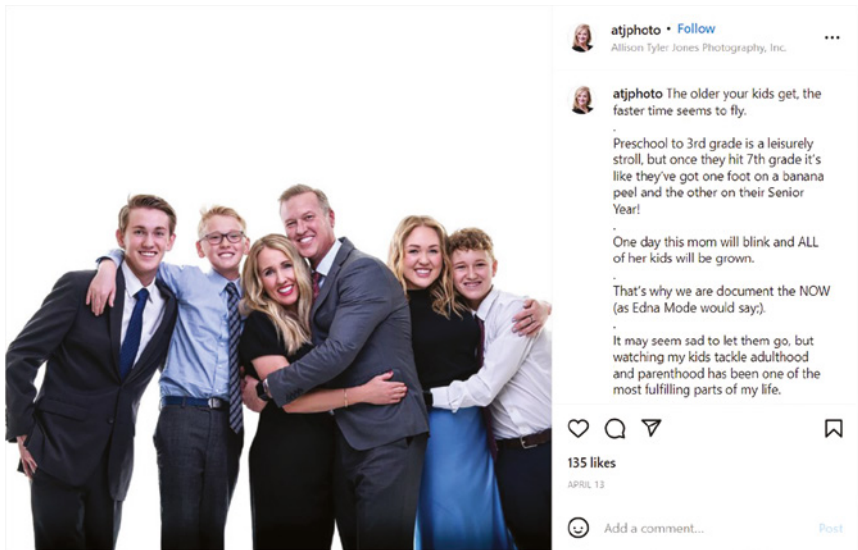 atjphoto • Follow
Allison Tyler Jones Photography, Inc.
...
atjphoto The older your kids get, the
faster time seems to fly.
.
Preschool to 3rd grade is a leisurely
stroll, but once they hit 7th grade it's
like they've got one foot on a banana
peel and the other on their Senior
Year!
.
One day this mom will blink and ALL
of her kids will be grown.
.
That's why we are document the NOW
(as Edna Mode would say;).
.
It may seem sad to let them go, but
watching my kids tackle adulthood
and parenthood has been one of the
most fulfilling parts of my life.
135 likes
APRIL 13
Add a comment...
Post